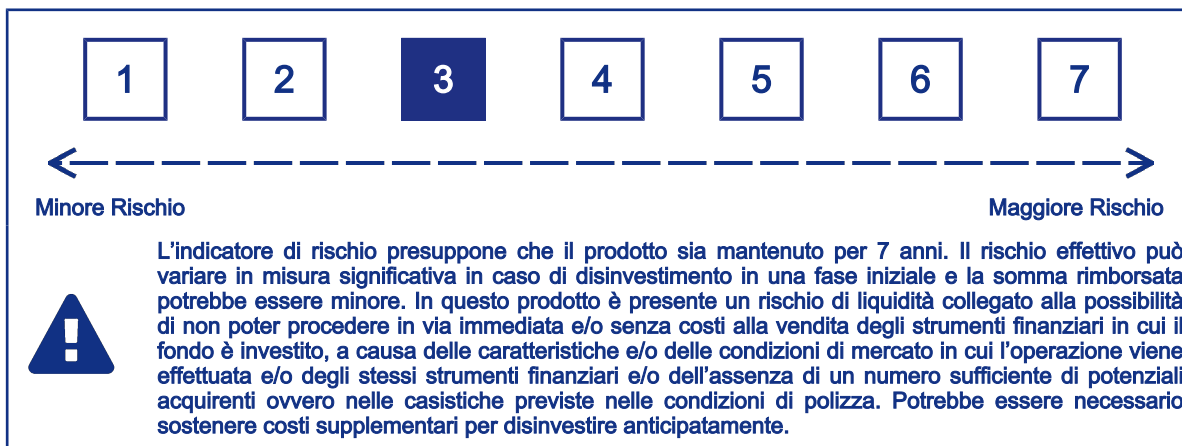 1 2 3 4 5 6 7
Minore Rischio Maggiore Rischio
L'indicatore di rischio presuppone che il prodotto sia mantenuto per 7 anni. Il rischio effettivo può
variare in misura significativa in caso di disinvestimento in una fase iniziale e la somma rimborsata
potrebbe essere minore. In questo prodotto è presente un rischio di liquidità collegato alla possibilità
di non poter procedere in via immediata e/o senza costi alla vendita degli strumenti finanziari in cui il
fondo è investito, a causa delle caratteristiche e/o delle condizioni di mercato in cui l'operazione viene
effettuata e/o degli stessi strumenti finanziari e/o dell'assenza di un numero sufficiente di potenziali
acquirenti ovvero nelle casistiche previste nelle condizioni di polizza. Potrebbe essere necessario
sostenere costi supplementari per disinvestire anticipatamente.